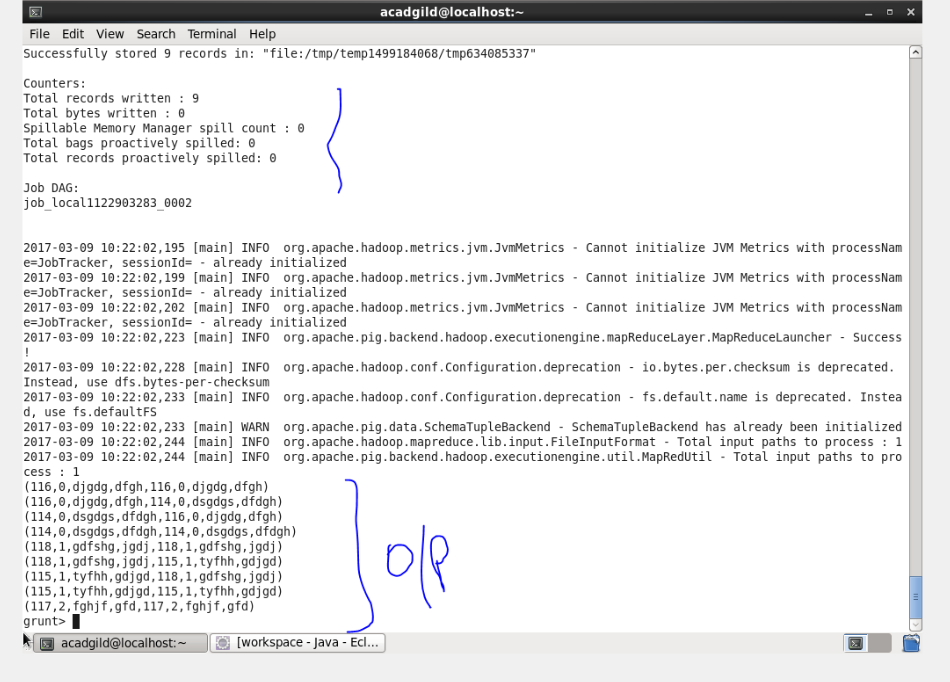 acadgild@localhost:~
File Edit View Search Terminal Help
Successfully stored 9 records in: "file:/tmp/temp1499184068/tmp634085337"
Counters:
Total records written : 9
Total bytes written : 0
Spillable Memory Manager spill count : 0
Total bags proactively spilled: 0
Total records proactively spilled: 0
Job DAG:
job_local1122903283_0002
2017-03-09 10:22:02,195 [main] INFO  org.apache.hadoop.metrics.jvm.JvmMetrics - Cannot initialize JVM Metrics with processNam
e=JobTracker, sessionId= - already initialized
2017-03-09 10:22:02,199 [main] INFO  org.apache.hadoop.metrics.jvm.JvmMetrics - Cannot initialize JVM Metrics with processNam
e=JobTracker, sessionId= - already initialized
2017-03-09 10:22:02,202 [main] INFO  org.apache.hadoop.metrics.jvm.JvmMetrics - Cannot initialize JVM Metrics with processNam
e=JobTracker, sessionId= - already initialized
2017-03-09 10:22:02,223 [main] INFO  org.apache.pig.backend.hadoop.executionengine.mapReduceLayer.MapReduceLauncher - Success
!
2017-03-09 10:22:02,228 [main] INFO  org.apache.hadoop.conf.Configuration.deprecation - io.bytes.per.checksum is deprecated.
Instead, use dfs.bytes-per-checksum
2017-03-09 10:22:02,233 [main] INFO  org.apache.hadoop.conf.Configuration.deprecation - fs.default.name is deprecated. Instea
d, use fs.defaultFS
2017-03-09 10:22:02,233 [main] WARN  org.apache.pig.data.SchemaTupleBackend - SchemaTupleBackend has already been initialized
2017-03-09 10:22:02,244 [main] INFO  org.apache.hadoop.mapreduce.lib.input.FileInputFormat - Total input paths to process : 1
2017-03-09 10:22:02,244 [main] INFO  org.apache.pig.backend.hadoop.executionengine.util.MapRedUtil - Total input paths to pro
cess : 1
(116,0,djgdg,dfgh,116,0,djgdg,dfgh)
(116,0,djgdg,dfgh,114,0,dsgdgs,dfdgh)
(114,0,dsgdgs,dfdgh,116,0,djgdg,dfgh)
(114,0,dsgdgs,dfdgh,114,0,dsgdgs,dfdgh)
(118,1,gdfshg,jgdj,118,1,gdfshg,jgdj)
(118,1,gdfshg,jgdj,115,1,tyfhh,gdjgd)
(115,1,tyfhh,gdjgd,118,1,gdfshg,jgdj)
(115,1,tyfhh,gdjgd,115,1,tyfhh,gdjgd)
(117,2,fghjf,gfd,117,2,fghjf,gfd)
O/P
grunt>
acadgild@localhost:~
[workspace - Java - Ecl...